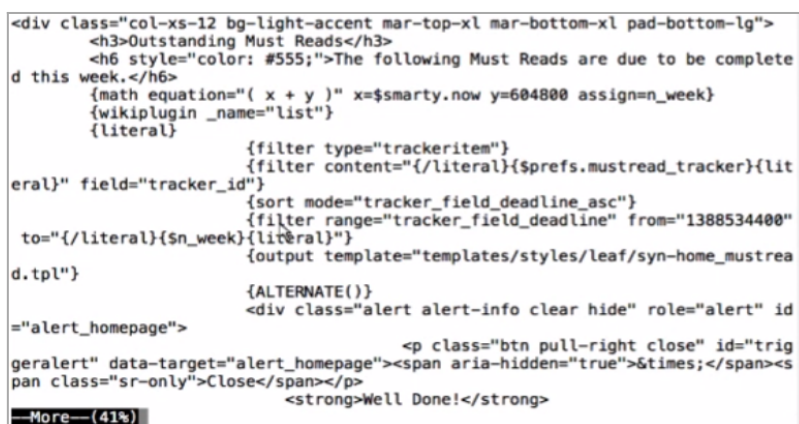 <div class="col-xs-12 bg-light-accent mar-top-xl mar-bottom-xl pad-bottom-lg">
<h3>Outstanding Must Reads</h3>
<h6 style="color: #555;">The following Must Reads are due to be complete
d this week.</h6>
{math equation="( x + y )" x=$smarty.now y=604800 assign=n_week}
{wikiplugin _name="list"}
{literal}
{filter type="trackeritem"}
{filter content="{/literal}{$prefs.mustread_tracker}{lit
eral}" field="tracker_id"}
{sort mode="tracker_field_deadline_asc"}
{filter range="tracker_field_deadline" from="1388534400"
to="{/literal}{$n_week}{literal}"}
{output template="templates/styles/leaf/syn-home_mustrea
d.tpl"}
{ALTERNATE()}
<div class="alert alert-info clear hide" role="alert" id
="alert_homepage">
<p class="btn pull-right close" id="trig
geralert" data-target="alert_homepage"><span aria-hidden="true">&times;</span><s
pan class="sr-only">Close</span></p>
<strong>Well Done!</strong>
--More--(41%)